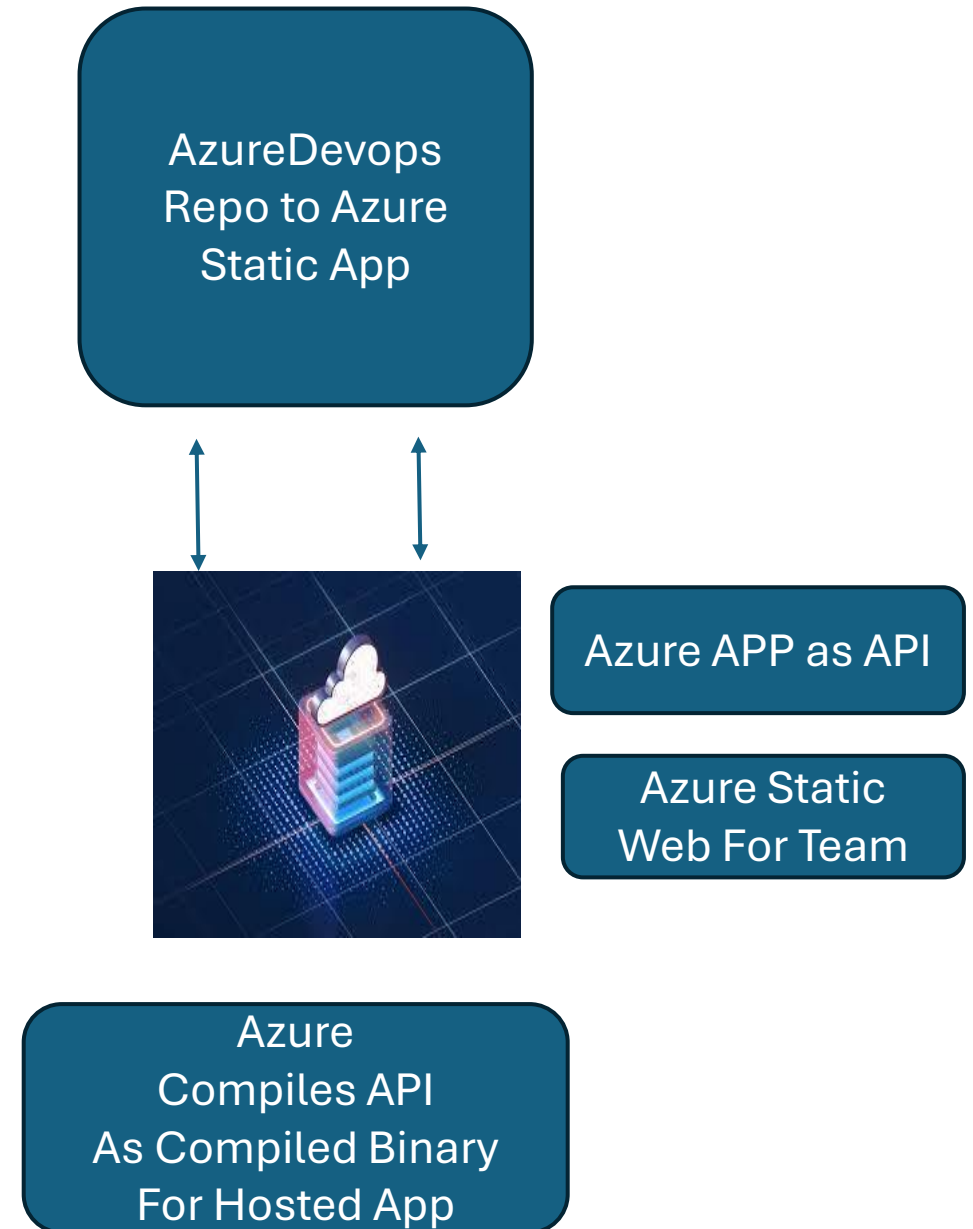 AzureDevops
Repo to Azure
Static App
Azure APP as API
Azure Static
Web For Team
Azure
Compiles API
As Compiled Binary
For Hosted App